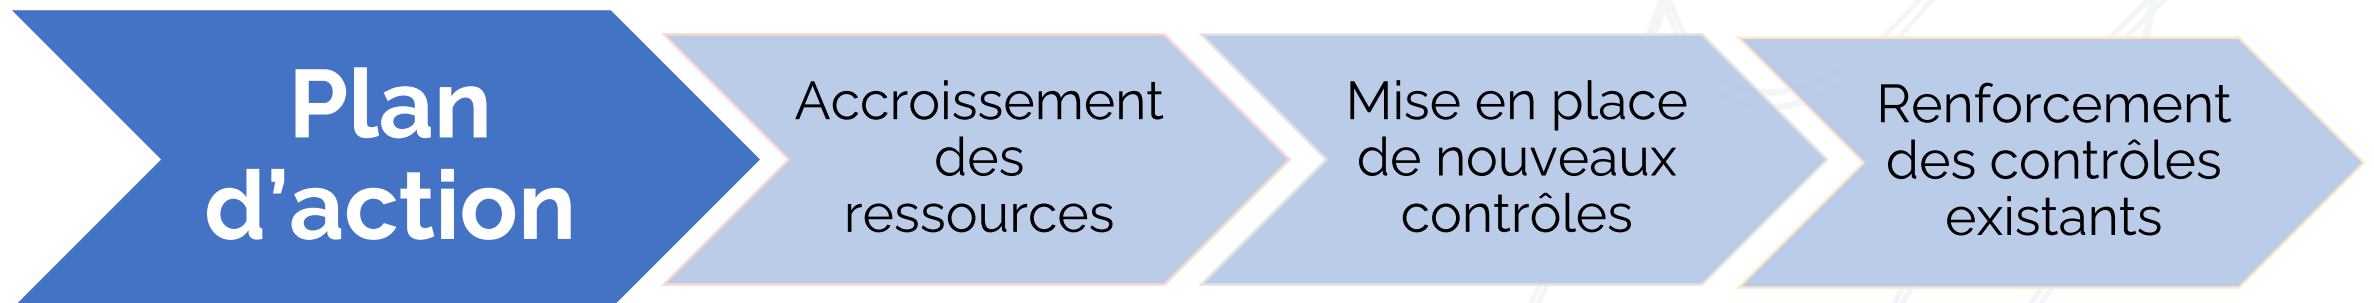 Plan
d’action
Accroissement
des
ressources
Mise en place
de nouveaux
contrôles
Renforcement
des contrôles
existants